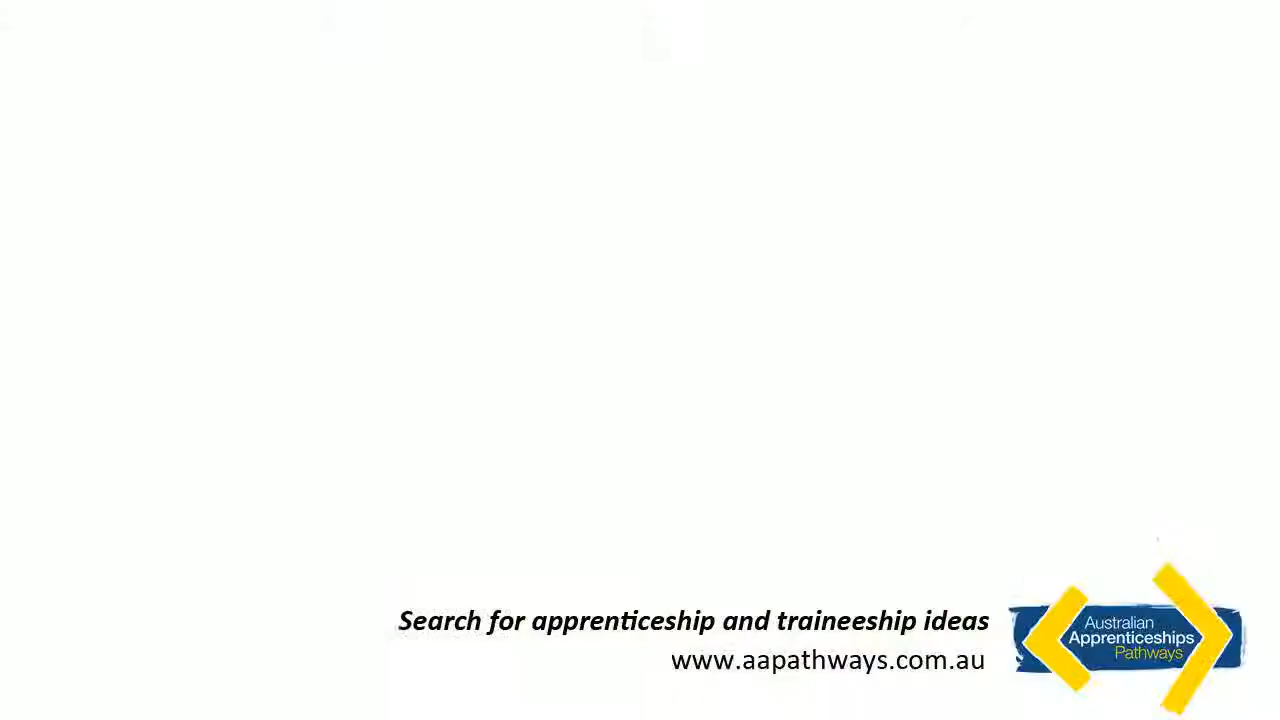 Search for apprenticeship and traineeship ideas
www.aapathways.com.au
Australian
Apprenticeships
Pathways